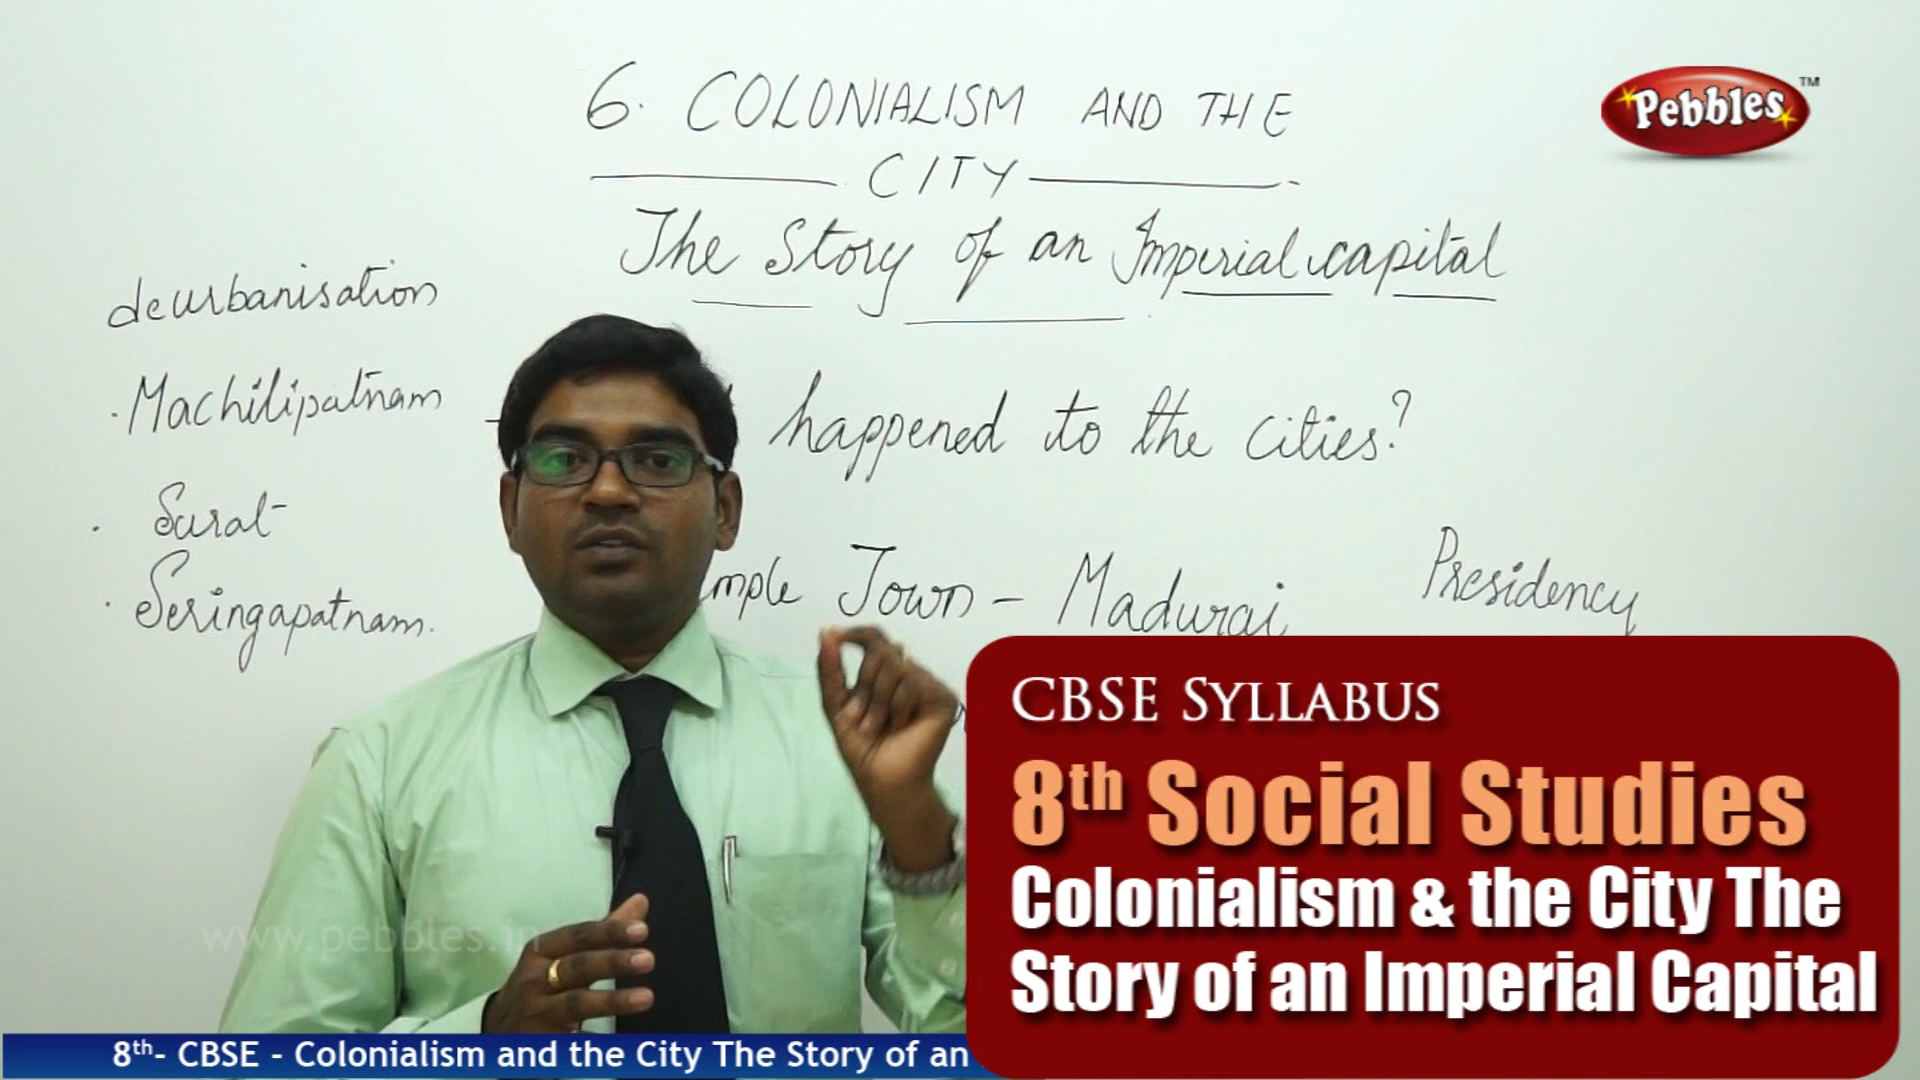 6. COLONIALISM AND THE
CITY
The Story of an Imperial capital
Pebbles™
deurbanisation
· Machilipatnam
happened to the cities?
· Surat
· Seringapatnam.
Town - Madurai
Presidency
CBSE SYLLABUS
8th Social Studies
Colonialism & the City The
Story of an Imperial Capital
www.pebbles.in
8th- CBSE - Colonialism and the City The Story of an